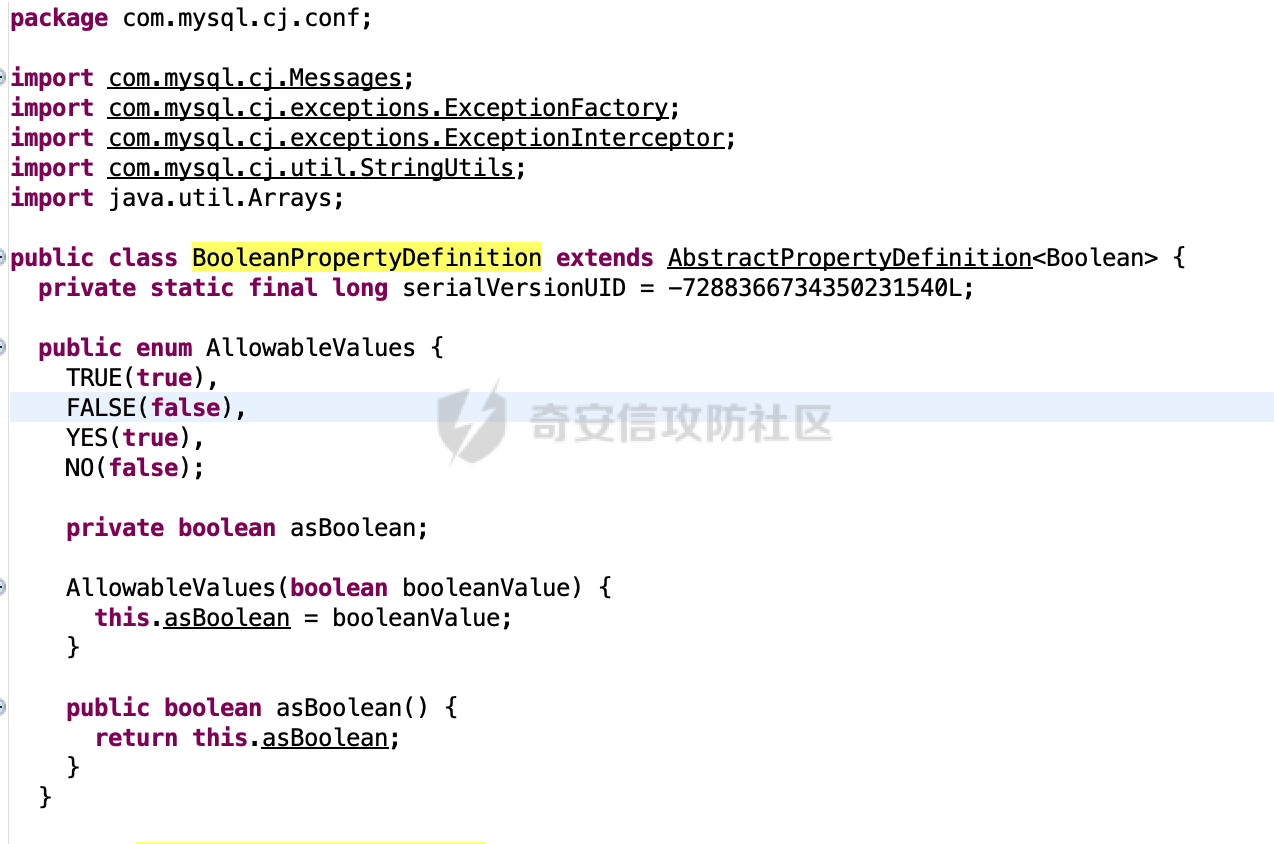 package com.mysql.cj.conf;
import com.mysql.cj.Messages;
import com.mysql.cj.exceptions.ExceptionFactory;
import com.mysql.cj.exceptions.ExceptionInterceptor;
import com.mysql.cj.util.StringUtils;
import java.util.Arrays;
public class BooleanPropertyDefinition extends AbstractPropertyDefinition<Boolean> {
private static final long serialVersionUID = -7288366734350231540L;
public enum AllowableValues {
TRUE(true),
FALSE(false),
奇安信攻防社区
YES(true),
NO(false);
private boolean asBoolean;
AllowableValues(boolean booleanValue) {
this.asBoolean = booleanValue;
}
public boolean asBoolean() {
return this.asBoolean;
}
}